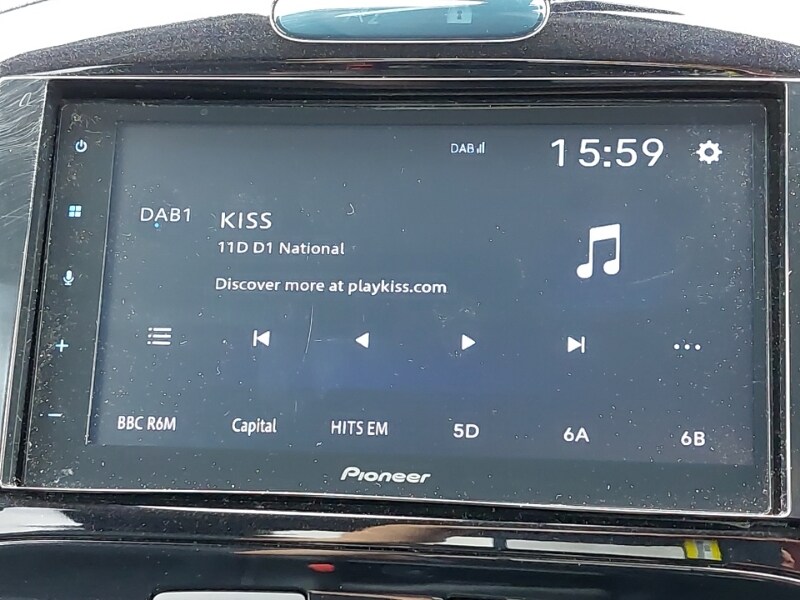 DAB
15:59
DAB1
KISS
11D D1 National
Discover more at playkiss.com
BBC R6M
Capital
HITS EM
5D
6A
6B
Pioneer